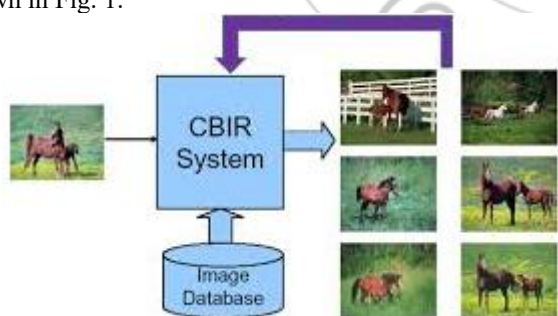 wn in Fig. 1.
CBIR
System
Image
Database